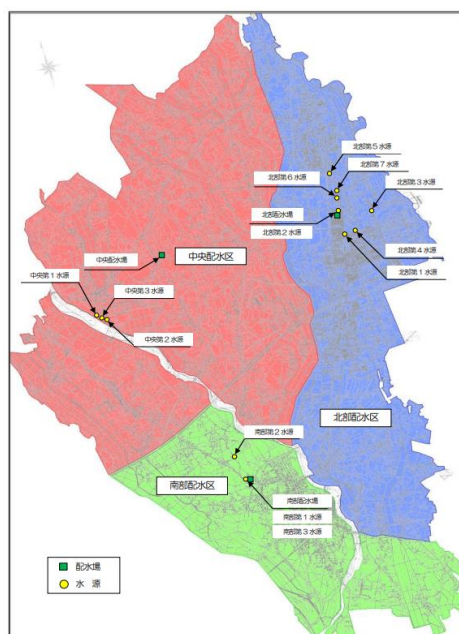 北部第５水源
北部第６水源
北部第７水源
北部第３水源
北部配水場
北部第２水源
北部第４水源
北部第１水源
中央配水場
中央配水区
中央第１水源
中央第３水源
中央第２水源
北部配水区
南部第２水源
南部配水区
南部配水場
南部第１水源
南部第３水源
配水場
水 源